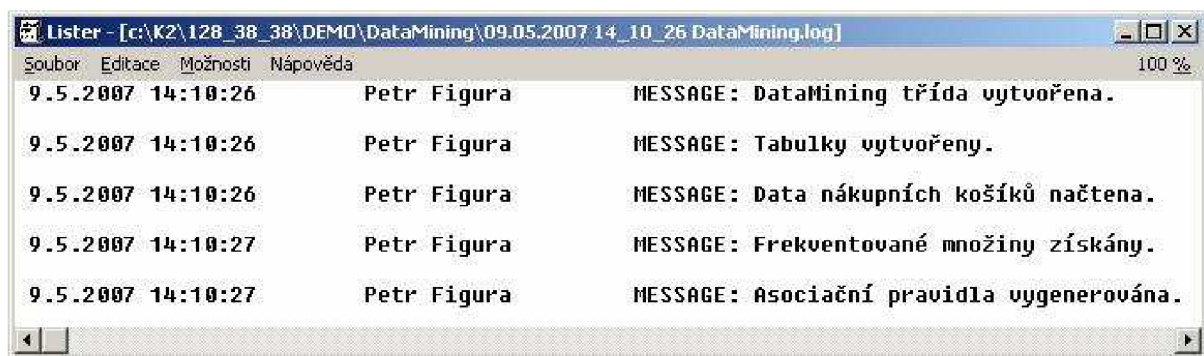 Lister - [c:\K2\128_38_38\DEMO\DataMining\09.05.2007 14_10_26 DataMining.log]
Soubor Editace Možnosti Nápověda 100 %
9.5.2007 14:10:26 Petr Figura MESSAGE: DataMining třída vytvořena.
9.5.2007 14:10:26 Petr Figura MESSAGE: Tabulky vytvořeny.
9.5.2007 14:10:26 Petr Figura MESSAGE: Data nákupních košíků načtena.
9.5.2007 14:10:27 Petr Figura MESSAGE: Frekventované množiny získány.
9.5.2007 14:10:27 Petr Figura MESSAGE: Asociační pravidla vygenerována.